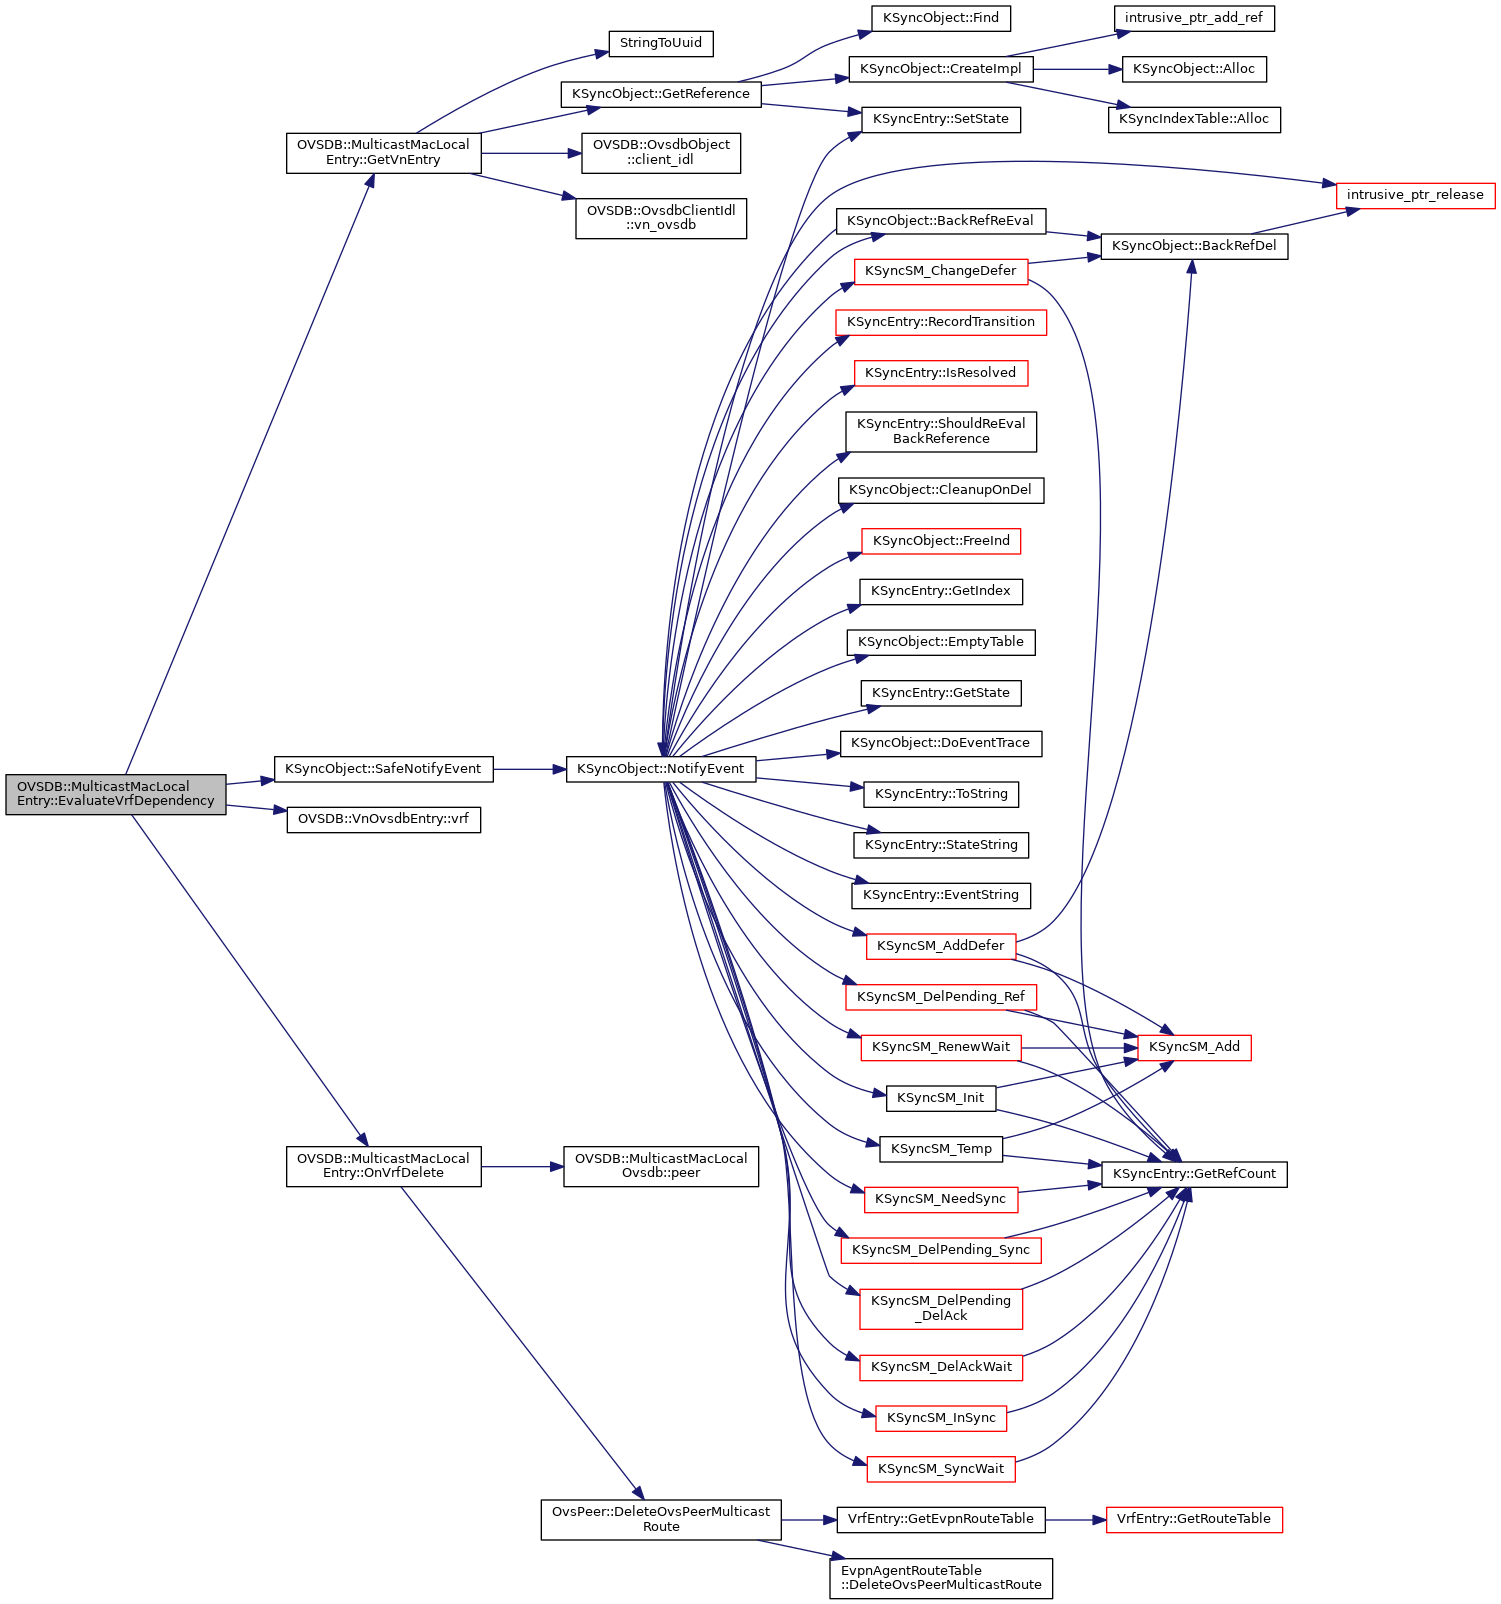 OVSDB::MulticastMacLocal
Entry::EvaluateVrfDependency
OVSDB::MulticastMacLocal
Entry::GetVnEntry
KSyncObject::SafeNotifyEvent
OVSDB::VnOvsdbEntry::vrf
OVSDB::MulticastMacLocal
Entry::OnVrfDelete
StringToUuid
KSyncObject::GetReference
OVSDB::OvsdbObject
::client_idl
OVSDB::OvsdbClientIdl
::vn_ovsdb
KSyncObject::NotifyEvent
OVSDB::MulticastMacLocal
Ovsdb::peer
OvsPeer::DeleteOvsPeerMulticast
Route
KSyncObject::Find
KSyncObject::CreateImpl
KSyncEntry::SetState
KSyncObject::BackRefReEval
KSyncSM_ChangeDefer
KSyncEntry::RecordTransition
KSyncEntry::IsResolved
KSyncEntry::ShouldReEval
BackReference
KSyncObject::CleanupOnDel
KSyncObject::FreeInd
KSyncEntry::GetIndex
KSyncObject::EmptyTable
KSyncEntry::GetState
KSyncObject::DoEventTrace
KSyncEntry::ToString
KSyncEntry::StateString
KSyncEntry::EventString
KSyncSM_AddDefer
KSyncSM_DelPending_Ref
KSyncSM_RenewWait
KSyncSM_Init
KSyncSM_Temp
KSyncSM_NeedSync
KSyncSM_DelPending_Sync
KSyncSM_DelPending
_DelAck
KSyncSM_DelAckWait
KSyncSM_InSync
KSyncSM_SyncWait
VrfEntry::GetEvpnRouteTable
EvpnAgentRouteTable
::DeleteOvsPeerMulticastRoute
intrusive_ptr_add_ref
KSyncObject::Alloc
KSyncIndexTable::Alloc
intrusive_ptr_release
KSyncObject::BackRefDel
KSyncSM_Add
KSyncEntry::GetRefCount
VrfEntry::GetRouteTable